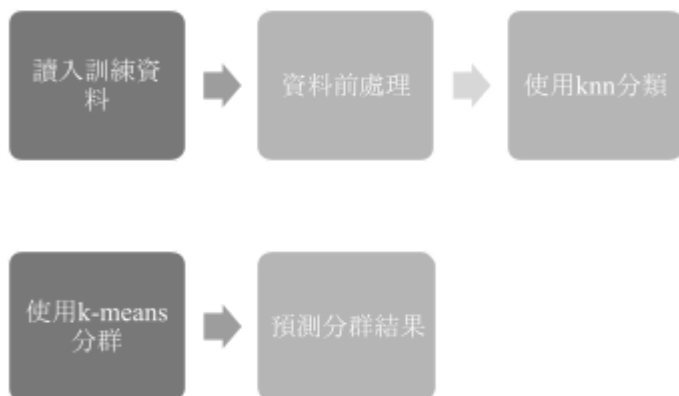 讀入訓練資
料
資料前處理
使用knn分類
使用k-means
分群
預測分群結果